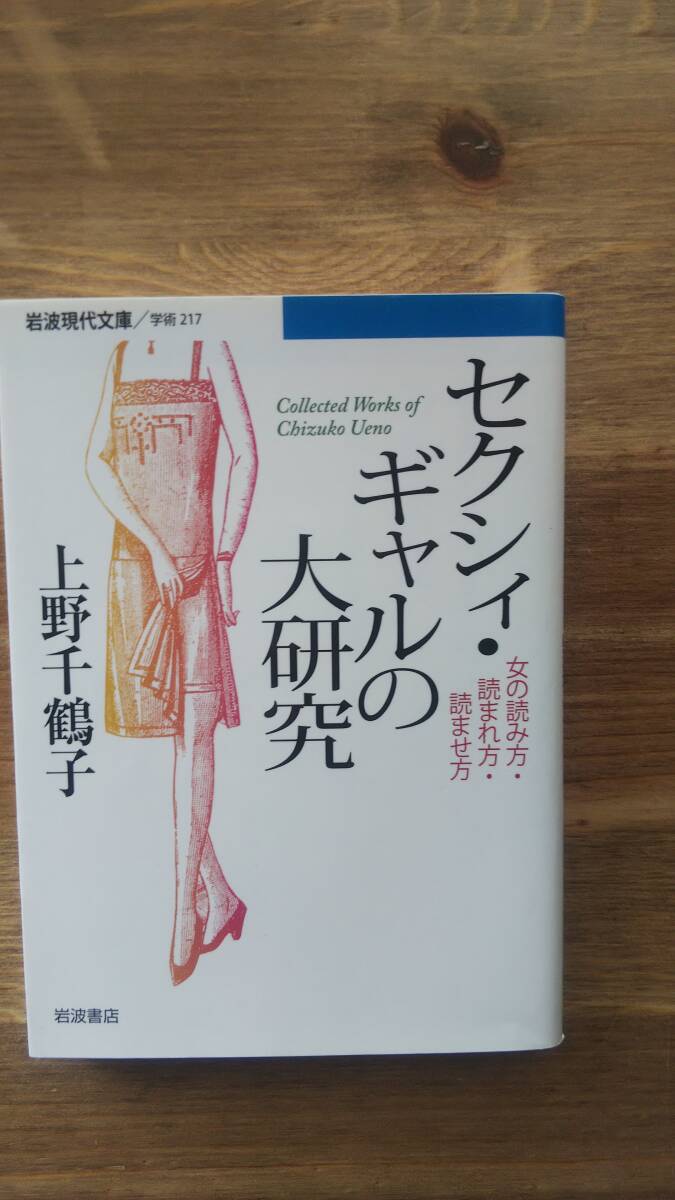 岩波現代文庫/学術 217
Collected Works of
Chizuko Ueno
セクシィ・
ギャルの
大研究
女の読み方・
読まれ方・
読ませ方
上野千鶴子
岩波書店